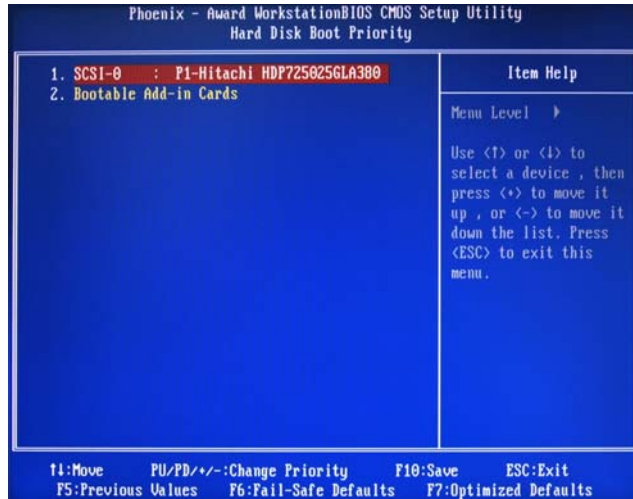 Phoenix - Award WorkstationBIOS CMOS Setup Utility
Hard Disk Boot Priority
1. SCSI-0 : P1-Hitachi HDP725025GLA380
2. Bootable Add-in Cards
Item Help
Menu Level ▸
Use <↑> or <↓> to
select a device , then
press <+> to move it
up , or <-> to move it
down the list. Press
<ESC> to exit this
menu.
↑↓:Move PU/PD/+/-:Change Priority F10:Save ESC:Exit
F5:Previous Values F6:Fail-Safe Defaults F7:Optimized Defaults